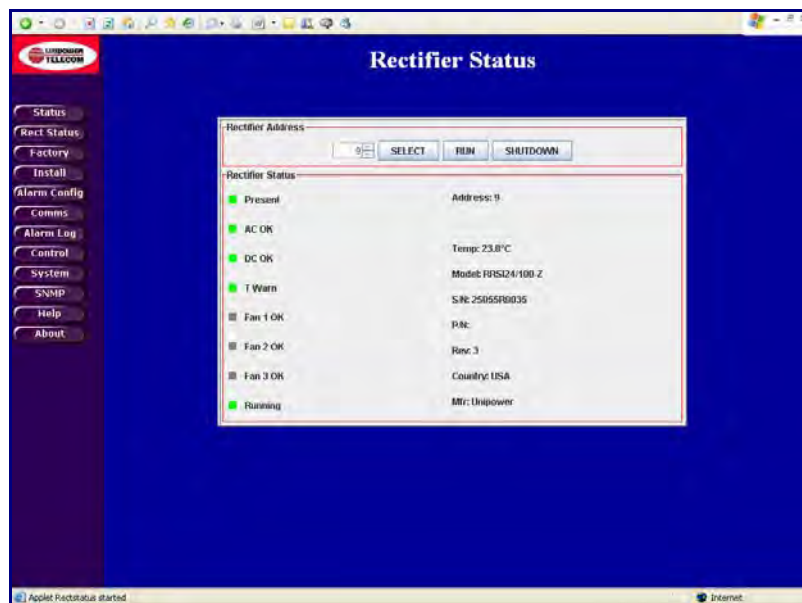 UNIPOWER
TELECOM
Rectifier Status
Status
Rect Status
Factory
Install
Alarm Config
Comms
Alarm Log
Control
System
SNMP
Help
About
Rectifier Address
9
SELECT
RUN
SHUTDOWN
Rectifier Status
Present
AC OK
DC OK
T Warn
Fan 1 OK
Fan 2 OK
Fan 3 OK
Running
Address: 9
Temp: 23.8°C
Model: RRSI24/100-Z
S/N: 25055R0035
P/N:
Rev: 3
Country: USA
Mfr: Unipower
Applet Rectstatus started
Internet